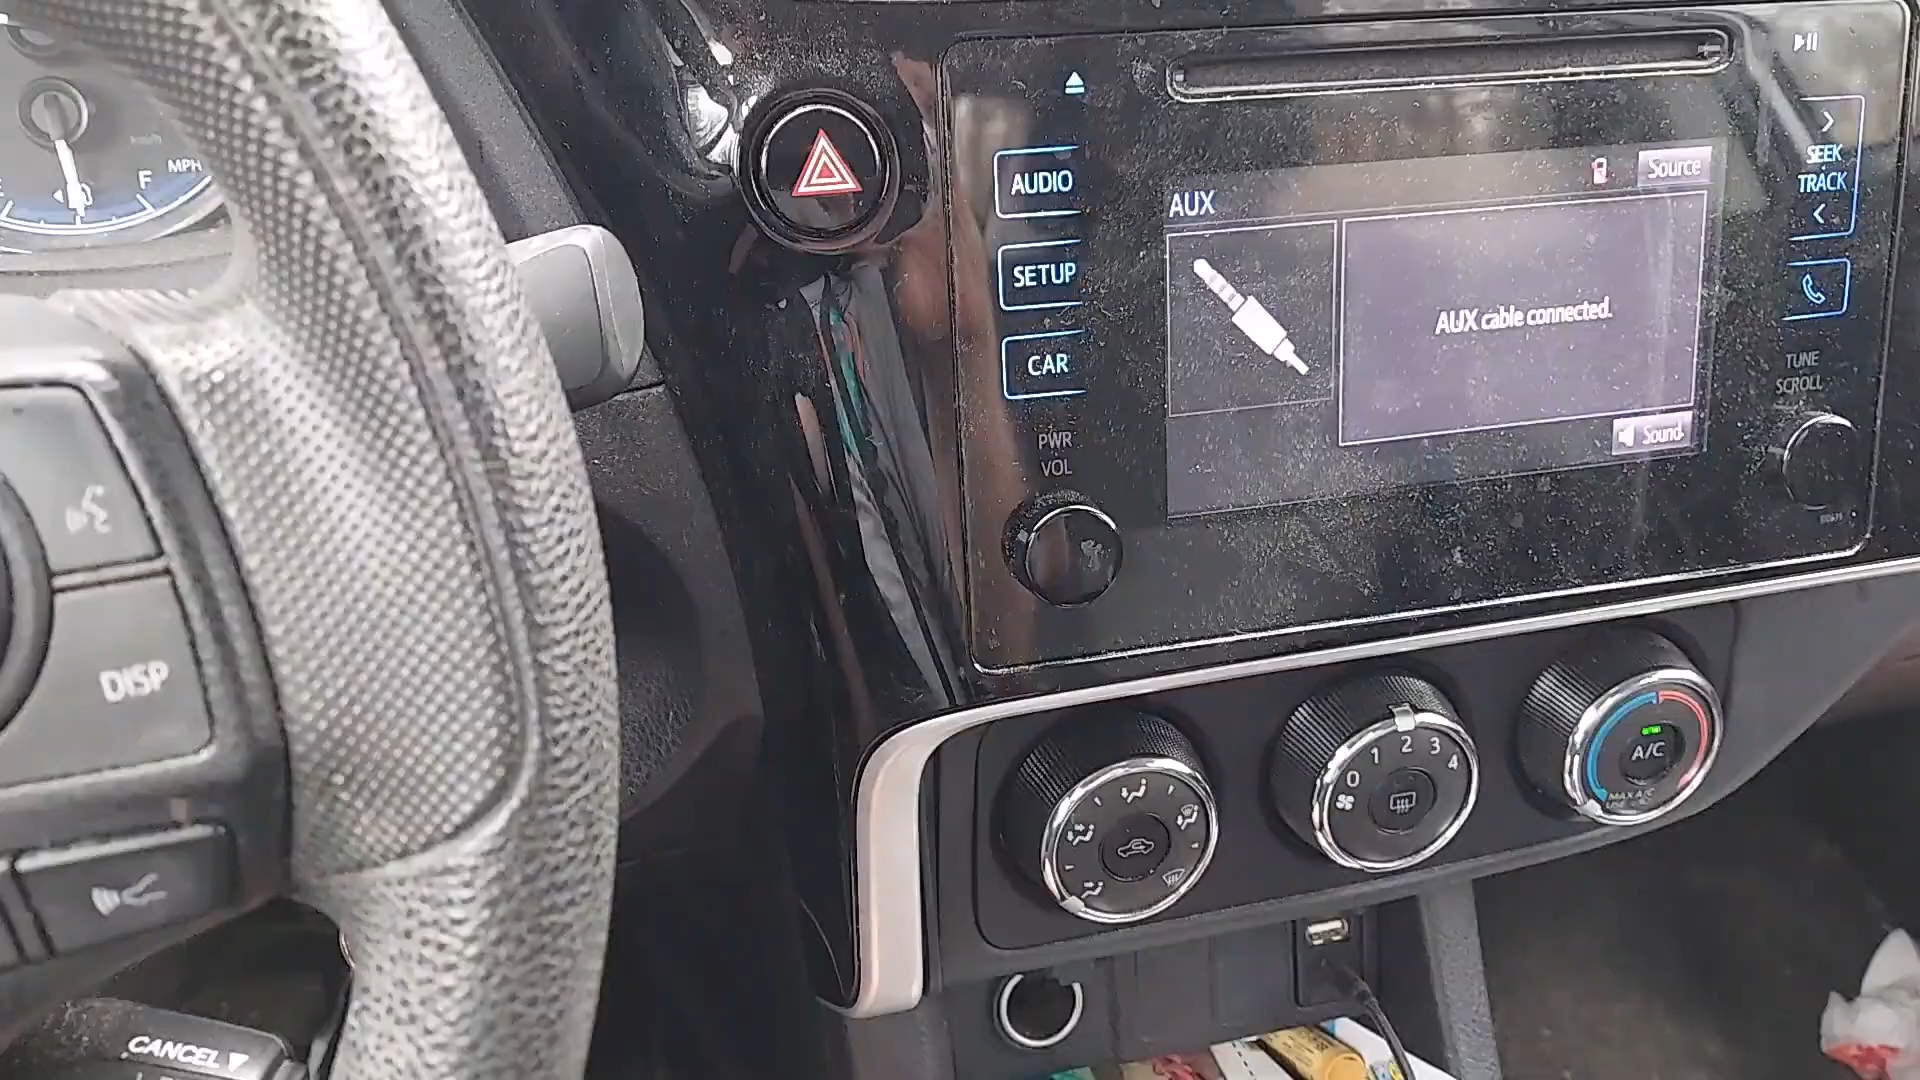 F
MPH
AUDIO
SETUP
CAR
PWR
VOL
AUX
Source
AUX cable connected.
Sound
SEEK
TRACK
TUNE
SCROLL
DISP
0 1 2 3 4
A/C
MAX A/C
CANCEL